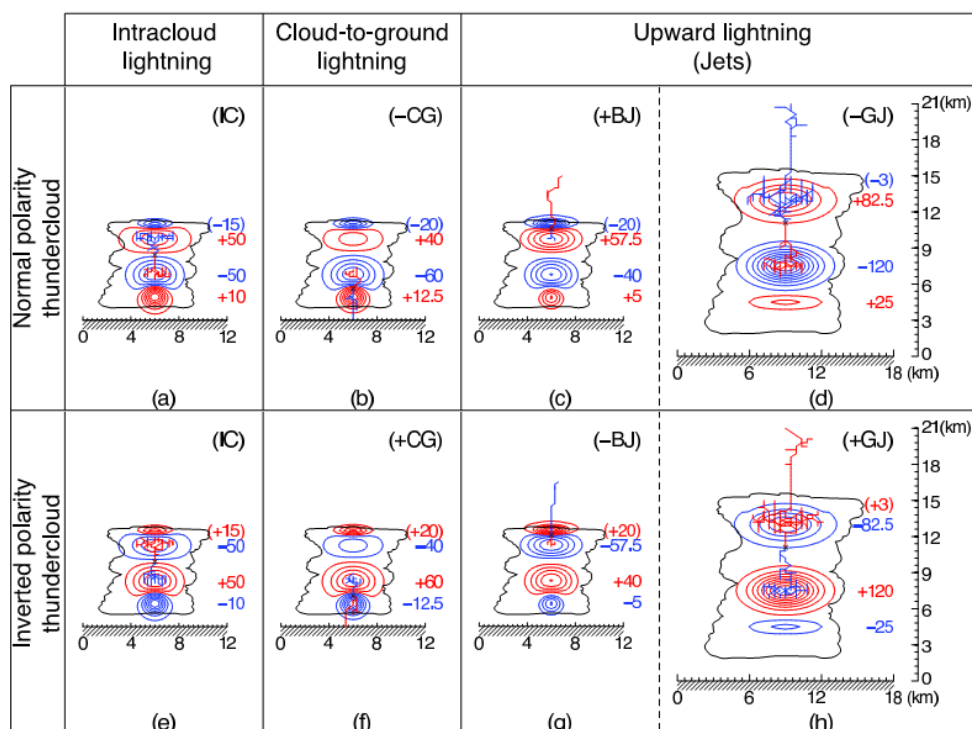 Intracloud lightning
Cloud-to-ground lightning
Upward lightning (Jets)
Normal polarity thundercloud
(IC)
(−15)
+50
−50
+10
0 4 8 12
(a)
(−CG)
(−20)
+40
−60
+12.5
0 4 8 12
(b)
(+BJ)
(−20)
+57.5
−40
+5
0 4 8 12
(c)
(−GJ)
21(km)
18
15
12
9
6
3
0
(−3)
+82.5
−120
+25
0 6 12 18 (km)
(d)
Inverted polarity thundercloud
(IC)
(+15)
−50
+50
−10
0 4 8 12
(e)
(+CG)
(+20)
−40
+60
−12.5
0 4 8 12
(f)
(−BJ)
(+20)
−57.5
+40
−5
0 4 8 12
(g)
(+GJ)
21(km)
18
15
12
9
6
3
0
(+3)
−82.5
+120
−25
0 6 12 18 (km)
(h)